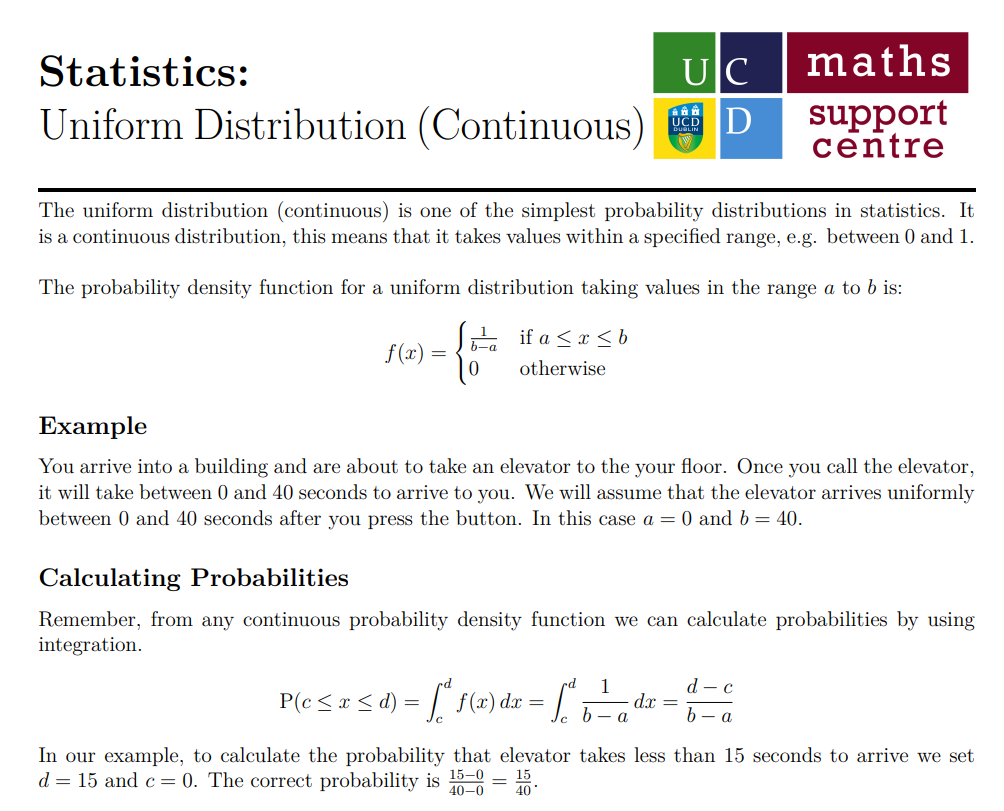 Statistics:
Uniform Distribution (Continuous)
UC
D
UCD
DUBLIN
maths
support
centre
The uniform distribution (continuous) is one of the simplest probability distributions in statistics. It
is a continuous distribution, this means that it takes values within a specified range, e.g. between 0 and 1.
The probability density function for a uniform distribution taking values in the range a to b is:
f(x) = { 1/(b−a) if a ≤ x ≤ b
0 otherwise
Example
You arrive into a building and are about to take an elevator to the your floor. Once you call the elevator,
it will take between 0 and 40 seconds to arrive to you. We will assume that the elevator arrives uniformly
between 0 and 40 seconds after you press the button. In this case a = 0 and b = 40.
Calculating Probabilities
Remember, from any continuous probability density function we can calculate probabilities by using
integration.
P(c ≤ x ≤ d) = ∫_c^d f(x) dx = ∫_c^d 1/(b − a) dx = (d − c)/(b − a)
In our example, to calculate the probability that elevator takes less than 15 seconds to arrive we set
d = 15 and c = 0. The correct probability is (15−0)/(40−0) = 15/40.